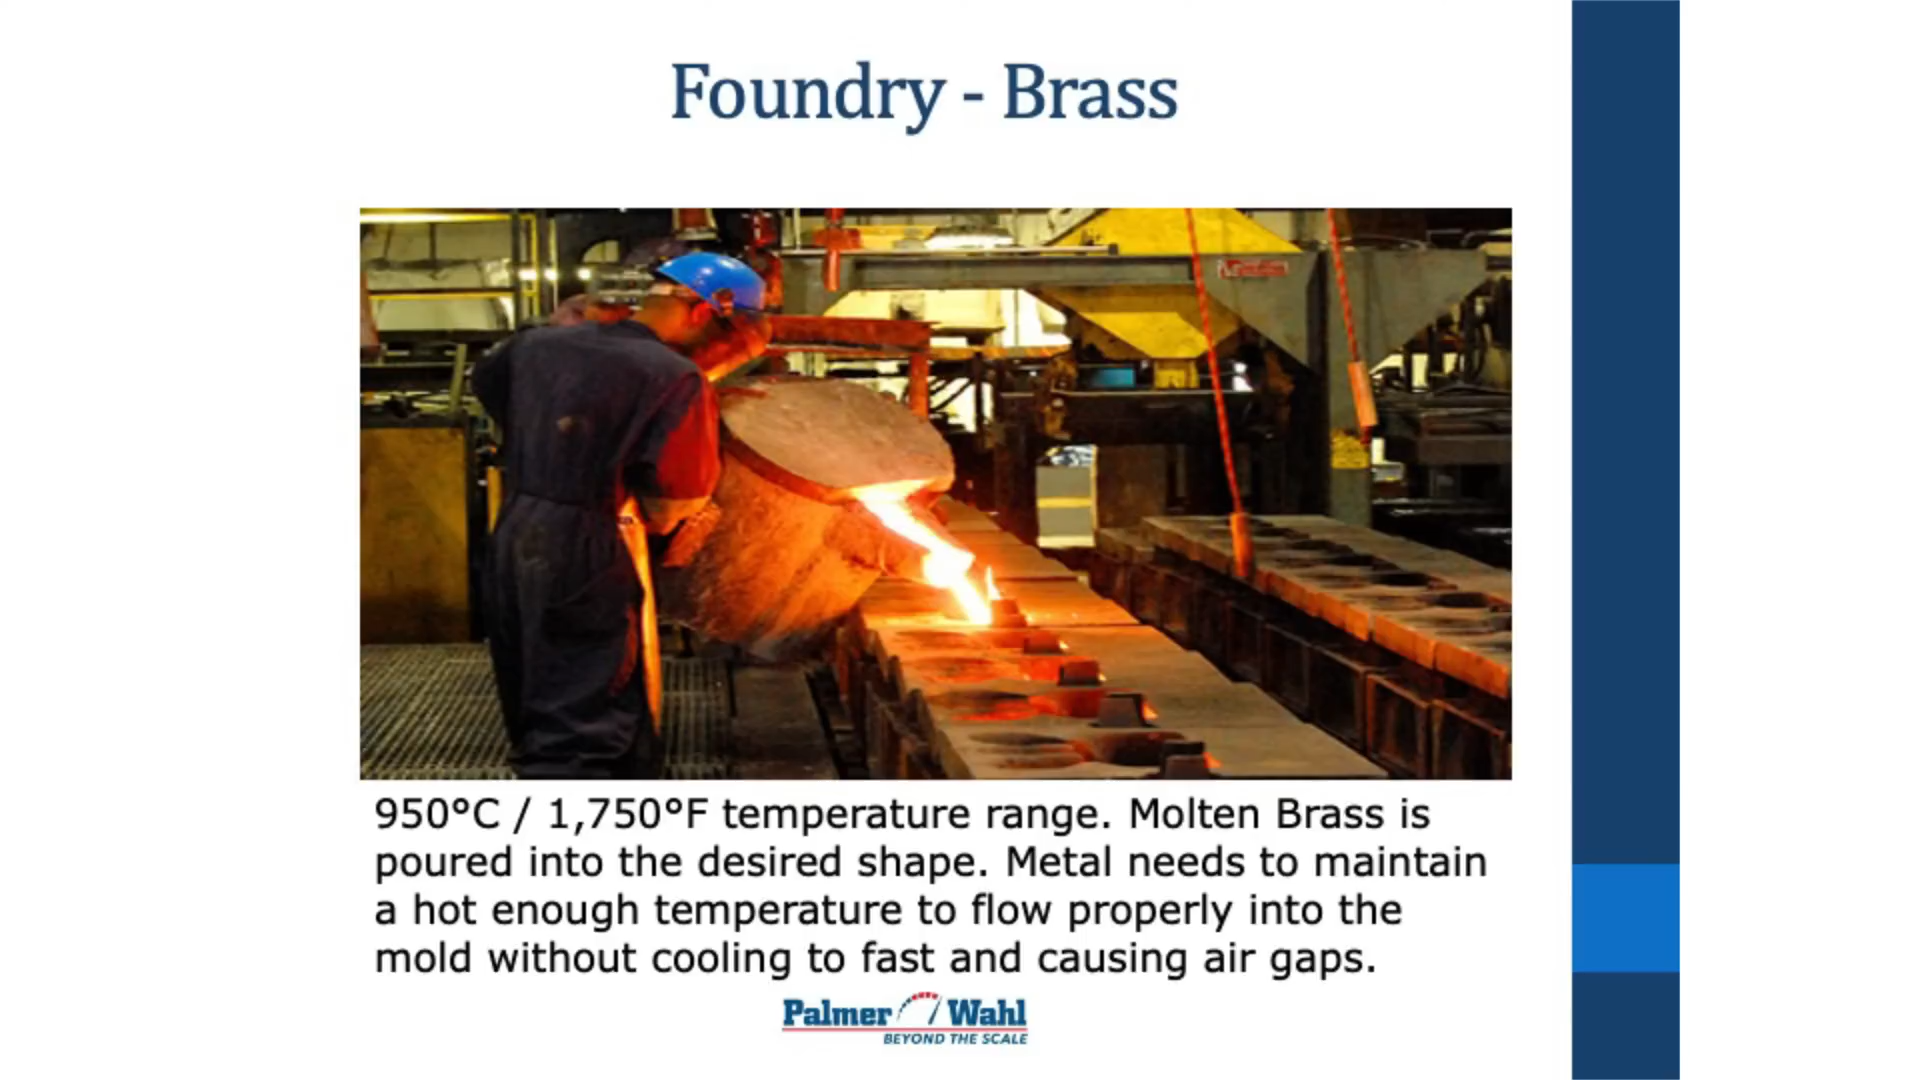 Foundry - Brass
950°C / 1,750°F temperature range. Molten Brass is
poured into the desired shape. Metal needs to maintain
a hot enough temperature to flow properly into the
mold without cooling to fast and causing air gaps.
Palmer Wahl
BEYOND THE SCALE